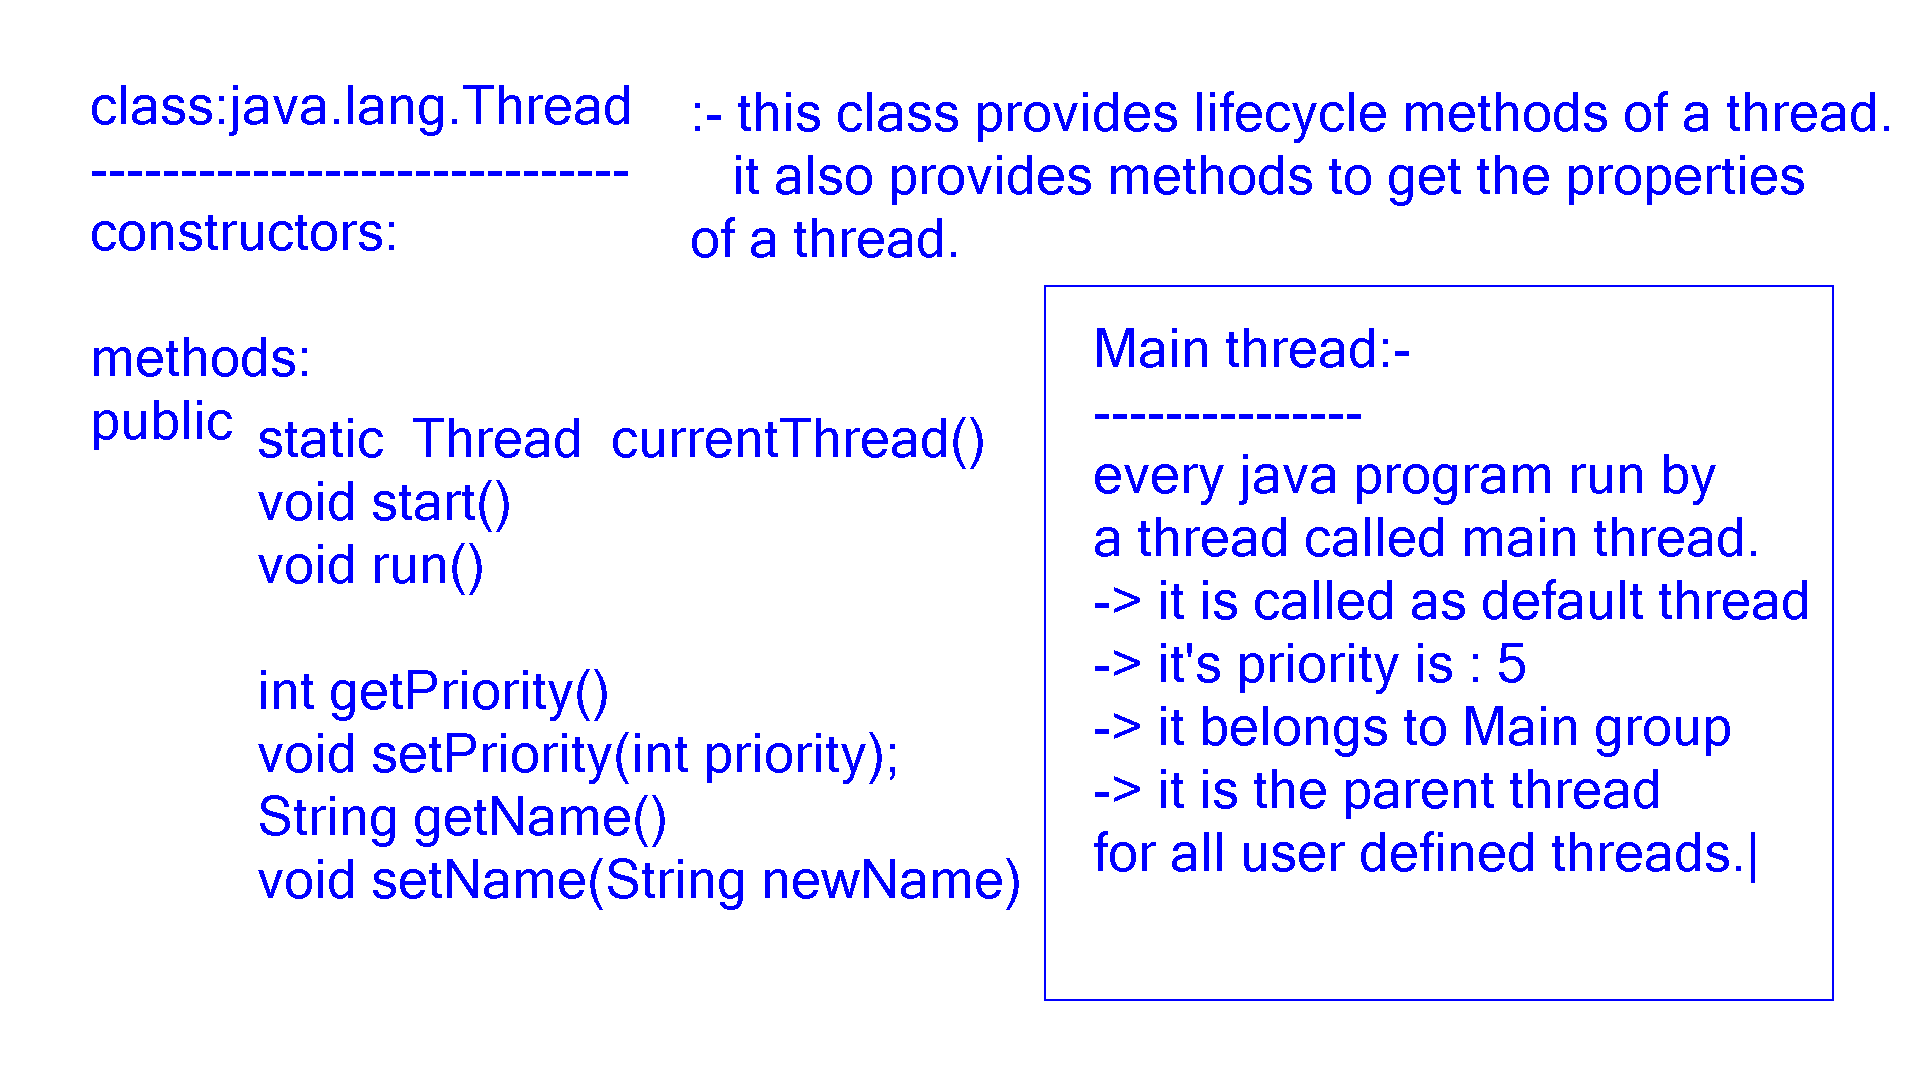 class:java.lang.Thread
------------------------------
constructors:
:- this class provides lifecycle methods of a thread.
it also provides methods to get the properties
of a thread.
methods:
public
static  Thread  currentThread()
void start()
void run()
int getPriority()
void setPriority(int priority);
String getName()
void setName(String newName)
Main thread:-
---------------
every java program run by
a thread called main thread.
-> it is called as default thread
-> it's priority is : 5
-> it belongs to Main group
-> it is the parent thread
for all user defined threads.|